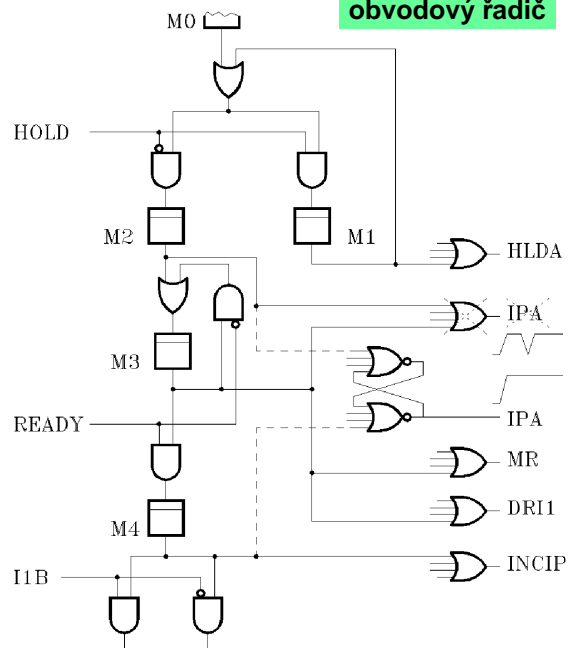 obvodový řadič
M0
HOLD
M2
M1
HLDA
IPA
M3
IPA
READY
MR
M4
DRI1
INCIP
I1B